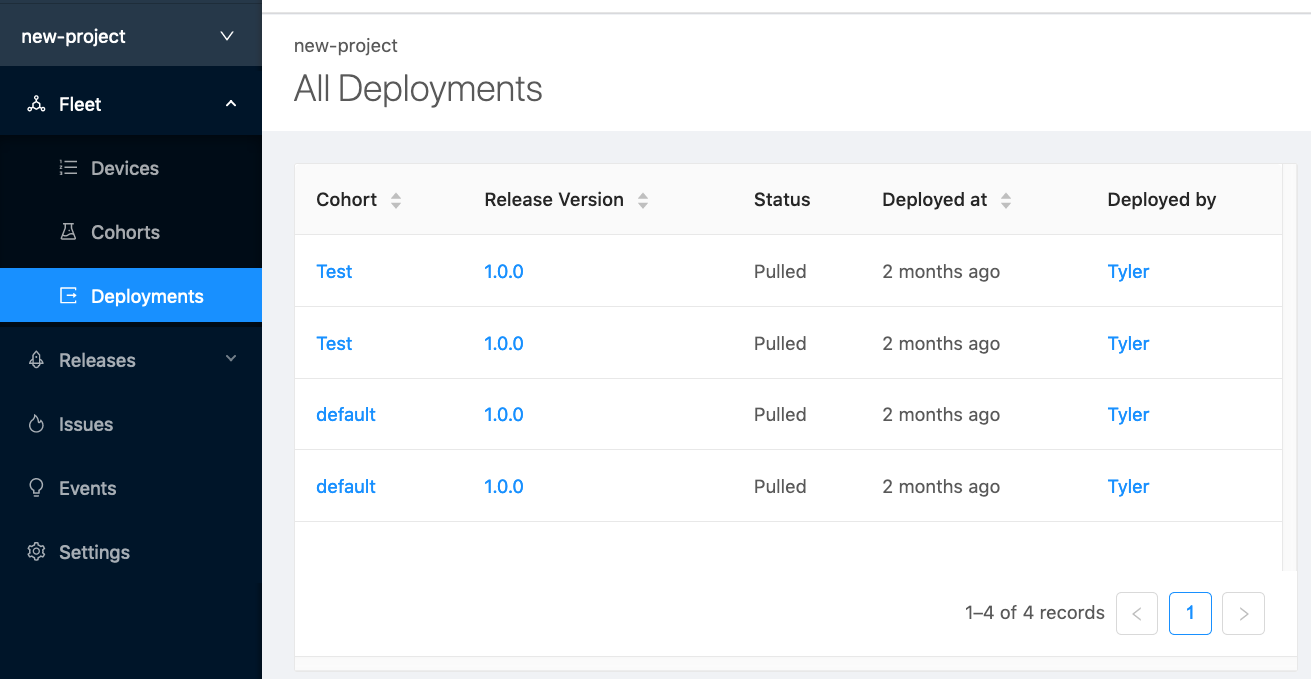 new-project
Fleet
Devices
Cohorts
Deployments
Releases
Issues
Events
Settings
new-project
All Deployments
Cohort Release Version Status Deployed at Deployed by
Test 1.0.0 Pulled 2 months ago Tyler
Test 1.0.0 Pulled 2 months ago Tyler
default 1.0.0 Pulled 2 months ago Tyler
default 1.0.0 Pulled 2 months ago Tyler
1–4 of 4 records < 1 >